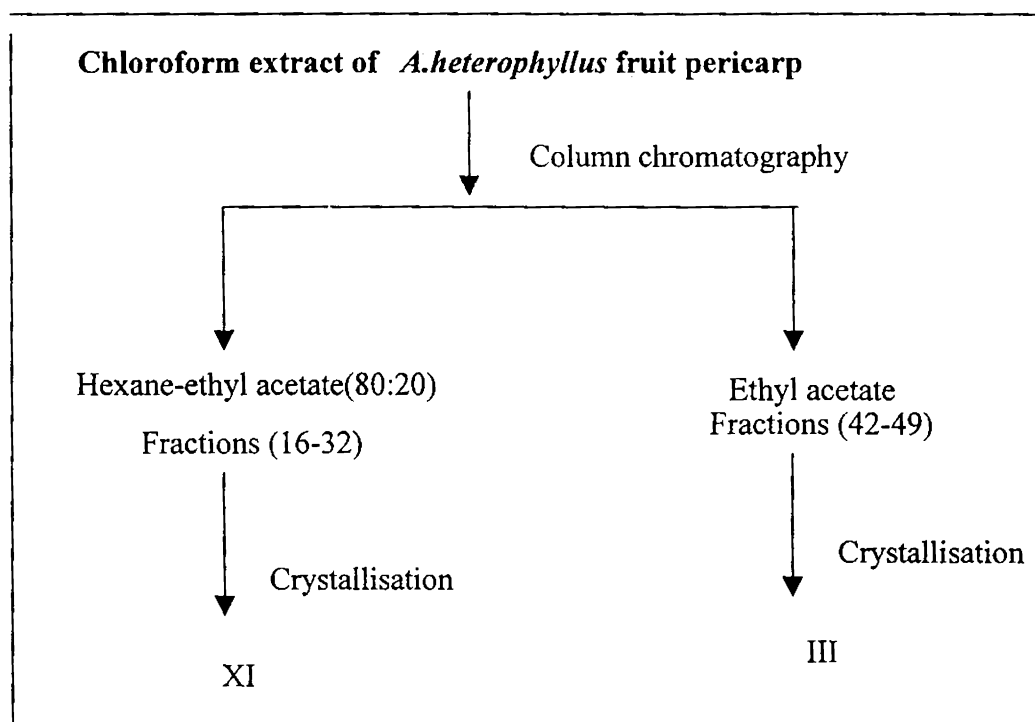 Chloroform extract of A.heterophyllus fruit pericarp
Column chromatography
Hexane-ethyl acetate(80:20)
Fractions (16-32)
Ethyl acetate
Fractions (42-49)
Crystallisation
Crystallisation
XI
III